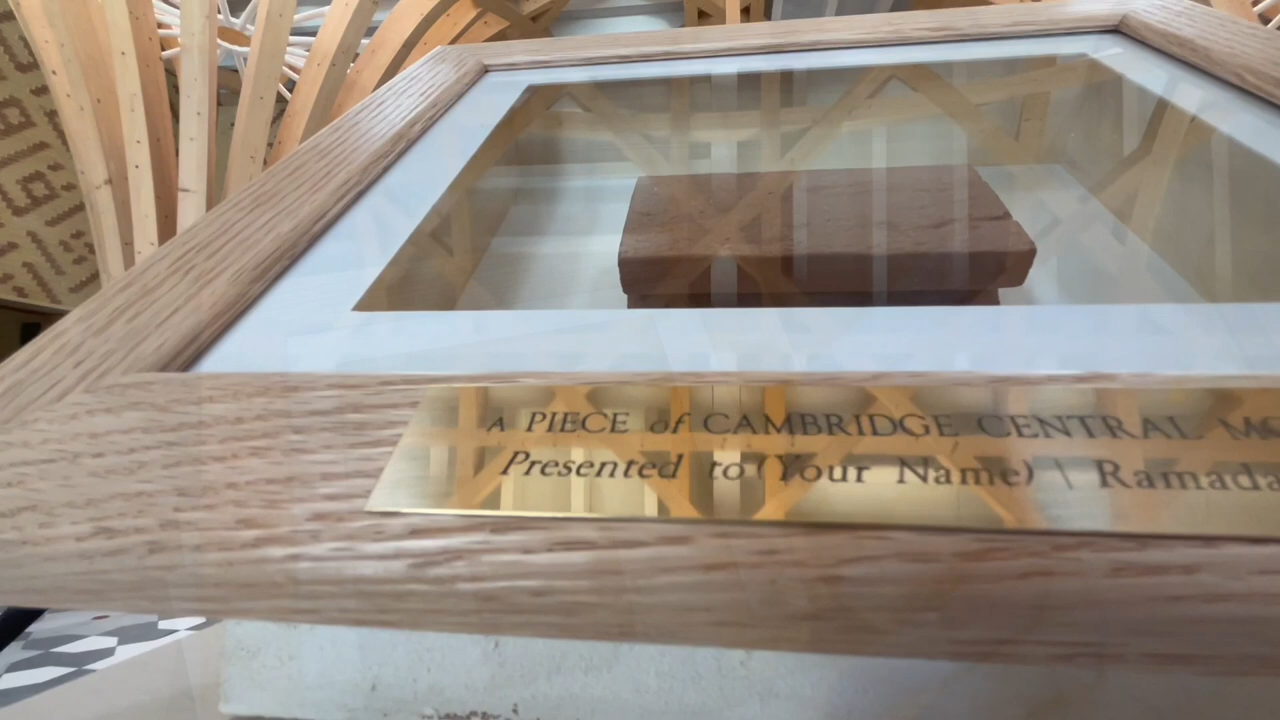 A PIECE of CAMBRIDGE CENTRAL
Presented to (Your Name) | Ramada